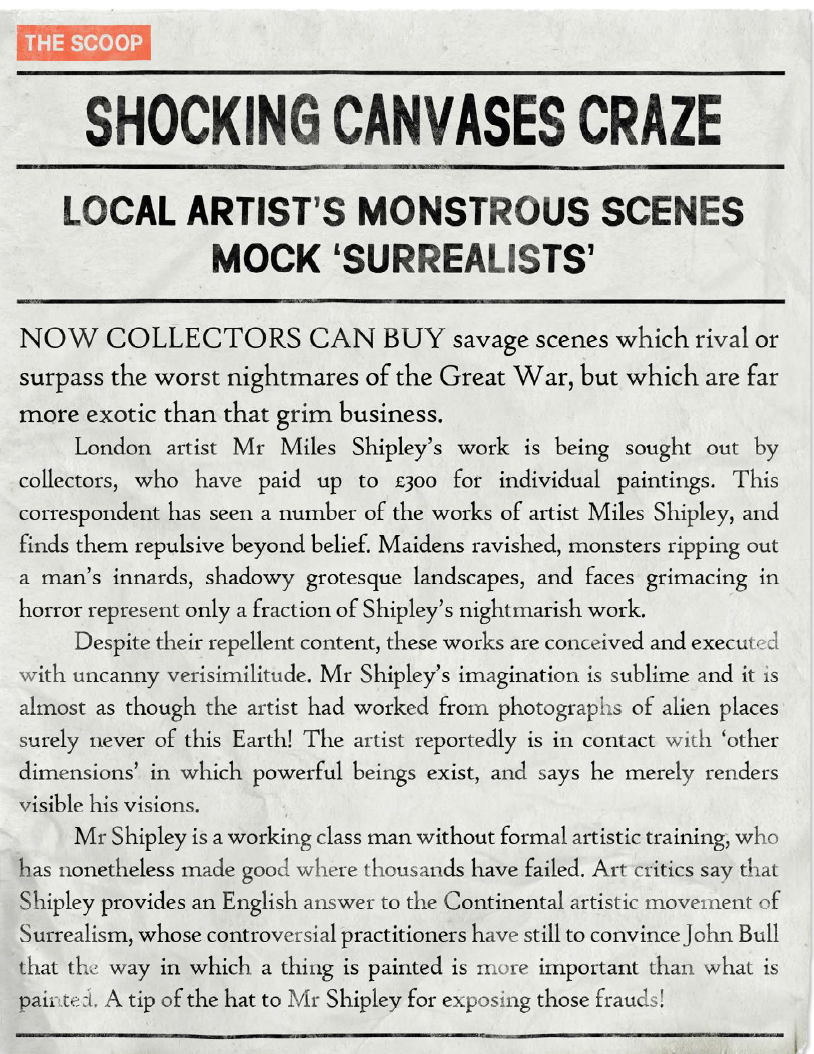 THE SCOOP
SHOCKING CANVASES CRAZE
LOCAL ARTIST'S MONSTROUS SCENES
MOCK ‘SURREALISTS’
NOW COLLECTORS CAN BUY savage scenes which rival or
surpass the worst nightmares of the Great War, but which are far
more exotic than that grim business.
London artist Mr Miles Shipley's work is being sought out by
collectors, who have paid up to £300 for individual paintings. This
correspondent has seen a number of the works of artist Miles Shipley, and
finds them repulsive beyond belief. Maidens ravished, monsters ripping out
a man's innards, shadowy grotesque landscapes, and faces grimacing in
horror represent only a fraction of Shipley's nightmarish work.
Despite their repellent content, these works are conceived and executed
with uncanny verisimilitude. Mr Shipley's imagination is sublime and it is
almost as though the artist had worked from photographs of alien places
surely never of this Earth! The artist reportedly is in contact with ‘other
dimensions’ in which powerful beings exist, and says he merely renders
visible his visions.
Mr Shipley is a working class man without formal artistic training, who
has nonetheless made good where thousands have failed. Art critics say that
Shipley provides an English answer to the Continental artistic movement of
Surrealism, whose controversial practitioners have still to convince John Bull
that the way in which a thing is painted is more important than what is
painted. A tip of the hat to Mr Shipley for exposing those frauds!